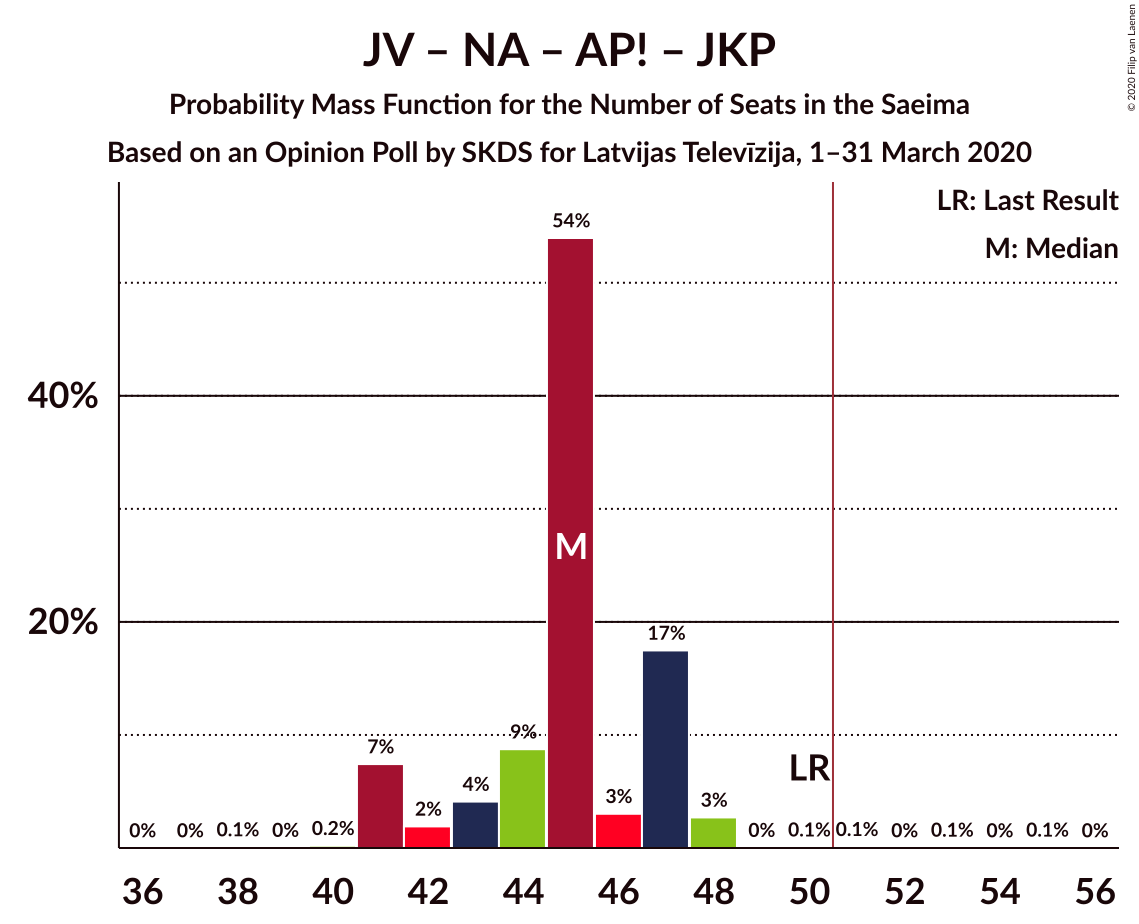 JV – NA – AP! – JKP
Probability Mass Function for the Number of Seats in the Saeima
Based on an Opinion Poll by SKDS for Latvijas Televīzija, 1–31 March 2020
© 2020 Filip van Laenen
LR: Last Result
M: Median
54%
40%
M
20%
17%
9%
7%
LR
4%
2%
3%
3%
0% 0% 0.1% 0% 0.2% 0% 0.1% 0.1% 0% 0.1% 0% 0.1% 0%
36 38 40 42 44 46 48 50 52 54 56